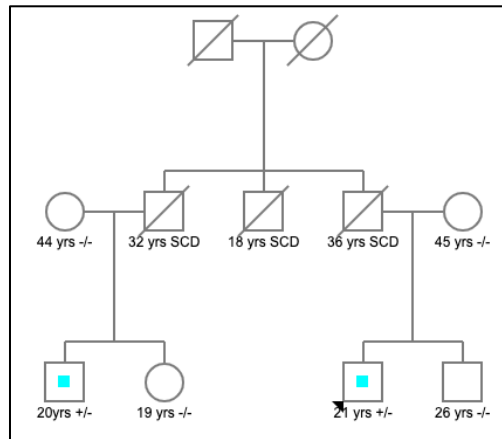 44 yrs -/-
32 yrs SCD
18 yrs SCD
36 yrs SCD
45 yrs -/-
20yrs +/-
19 yrs -/-
21 yrs +/-
26 yrs -/-